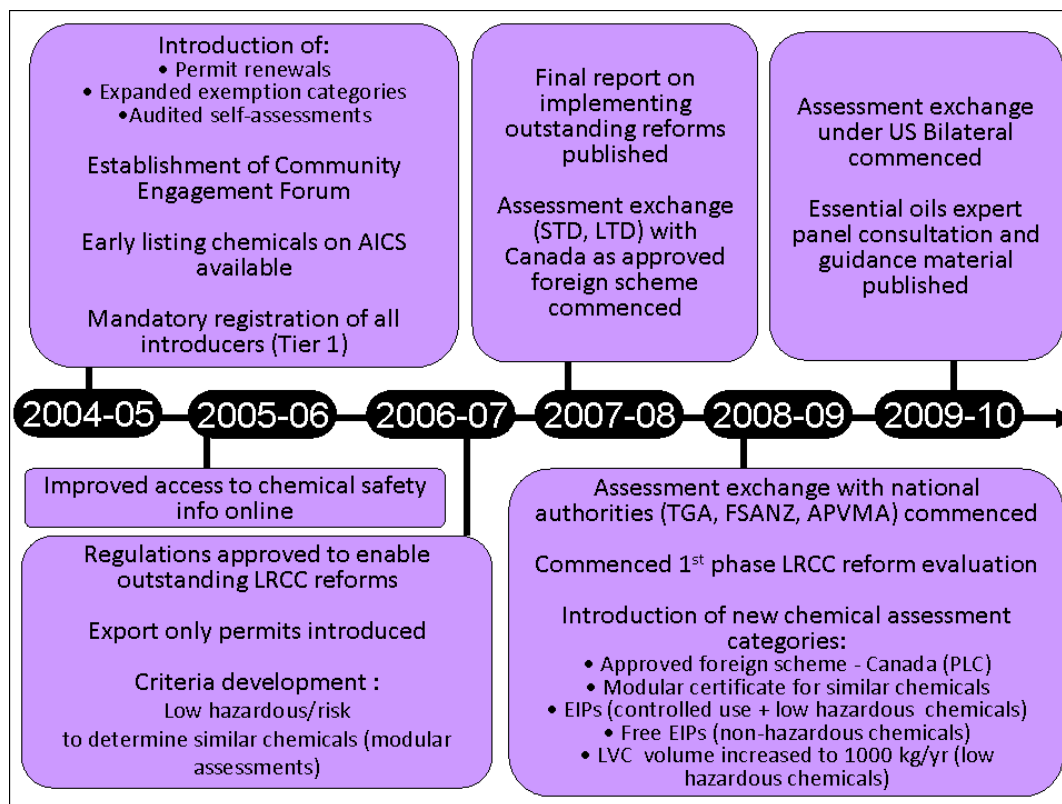 Introduction of:
• Permit renewals
• Expanded exemption categories
•Audited self-assessments
Establishment of Community
Engagement Forum
Early listing chemicals on AICS
available
Mandatory registration of all
introducers (Tier 1)
Final report on
implementing
outstanding reforms
published
Assessment exchange
(STD, LTD) with
Canada as approved
foreign scheme
commenced
Assessment exchange
under US Bilateral
commenced
Essential oils expert
panel consultation and
guidance material
published
2004-05
2005-06
2006-07
2007-08
2008-09
2009-10
Improved access to chemical safety
info online
Regulations approved to enable
outstanding LRCC reforms
Export only permits introduced
Criteria development :
Low hazardous/risk
to determine similar chemicals (modular
assessments)
Assessment exchange with national
authorities (TGA, FSANZ, APVMA) commenced
Commenced 1st phase LRCC reform evaluation
Introduction of new chemical assessment
categories:
• Approved foreign scheme - Canada (PLC)
• Modular certificate for similar chemicals
• EIPs (controlled use + low hazardous chemicals)
• Free EIPs (non-hazardous chemicals)
• LVC volume increased to 1000 kg/yr (low
hazardous chemicals)